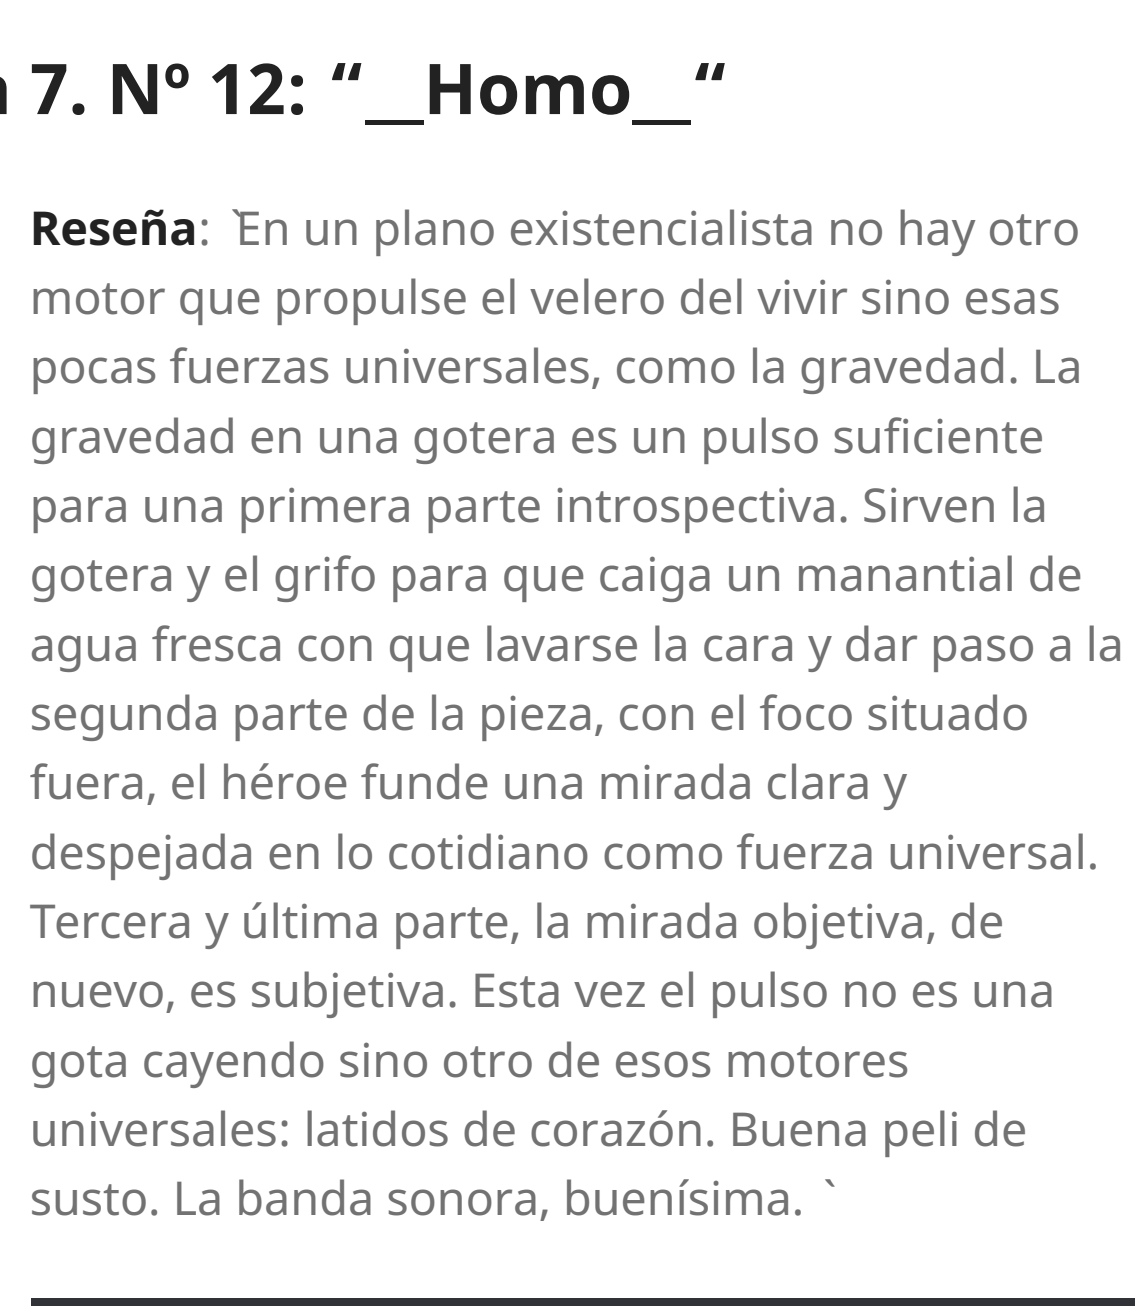 7. Nº 12: “__Homo__“
Reseña: `En un plano existencialista no hay otro
motor que propulse el velero del vivir sino esas
pocas fuerzas universales, como la gravedad. La
gravedad en una gotera es un pulso suficiente
para una primera parte introspectiva. Sirven la
gotera y el grifo para que caiga un manantial de
agua fresca con que lavarse la cara y dar paso a la
segunda parte de la pieza, con el foco situado
fuera, el héroe funde una mirada clara y
despejada en lo cotidiano como fuerza universal.
Tercera y última parte, la mirada objetiva, de
nuevo, es subjetiva. Esta vez el pulso no es una
gota cayendo sino otro de esos motores
universales: latidos de corazón. Buena peli de
susto. La banda sonora, buenísima. `